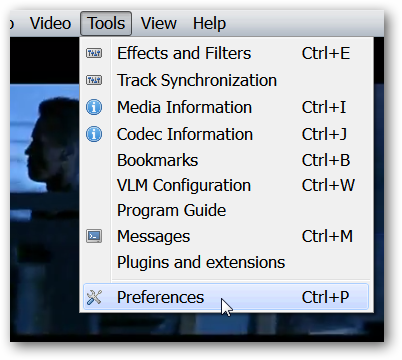 Video Tools View Help
Effects and Filters Ctrl+E
Track Synchronization
Media Information Ctrl+I
Codec Information Ctrl+J
Bookmarks Ctrl+B
VLM Configuration Ctrl+W
Program Guide
Messages Ctrl+M
Plugins and extensions
Preferences Ctrl+P